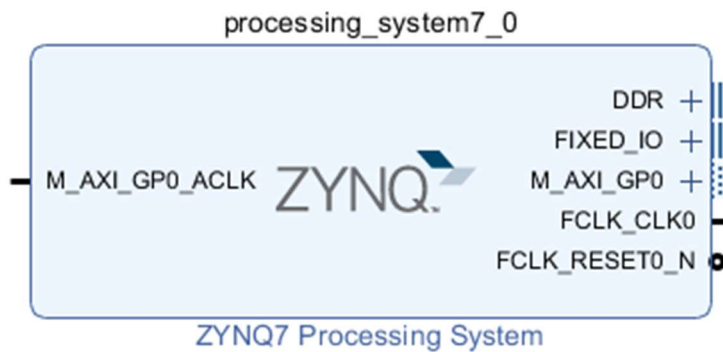 processing_system7_0
DDR
FIXED_IO
M_AXI_GP0_ACLK
ZYNQ
M_AXI_GP0
FCLK_CLK0
FCLK_RESET0_N
ZYNQ7 Processing System